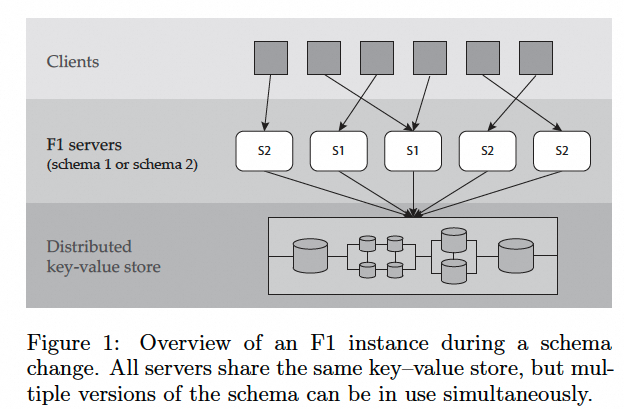 Clients
F1 servers
(schema 1 or schema 2)
S2 S1 S1 S2 S2
Distributed
key-value store
Figure 1: Overview of an F1 instance during a schema
change. All servers share the same key–value store, but mul-
tiple versions of the schema can be in use simultaneously.